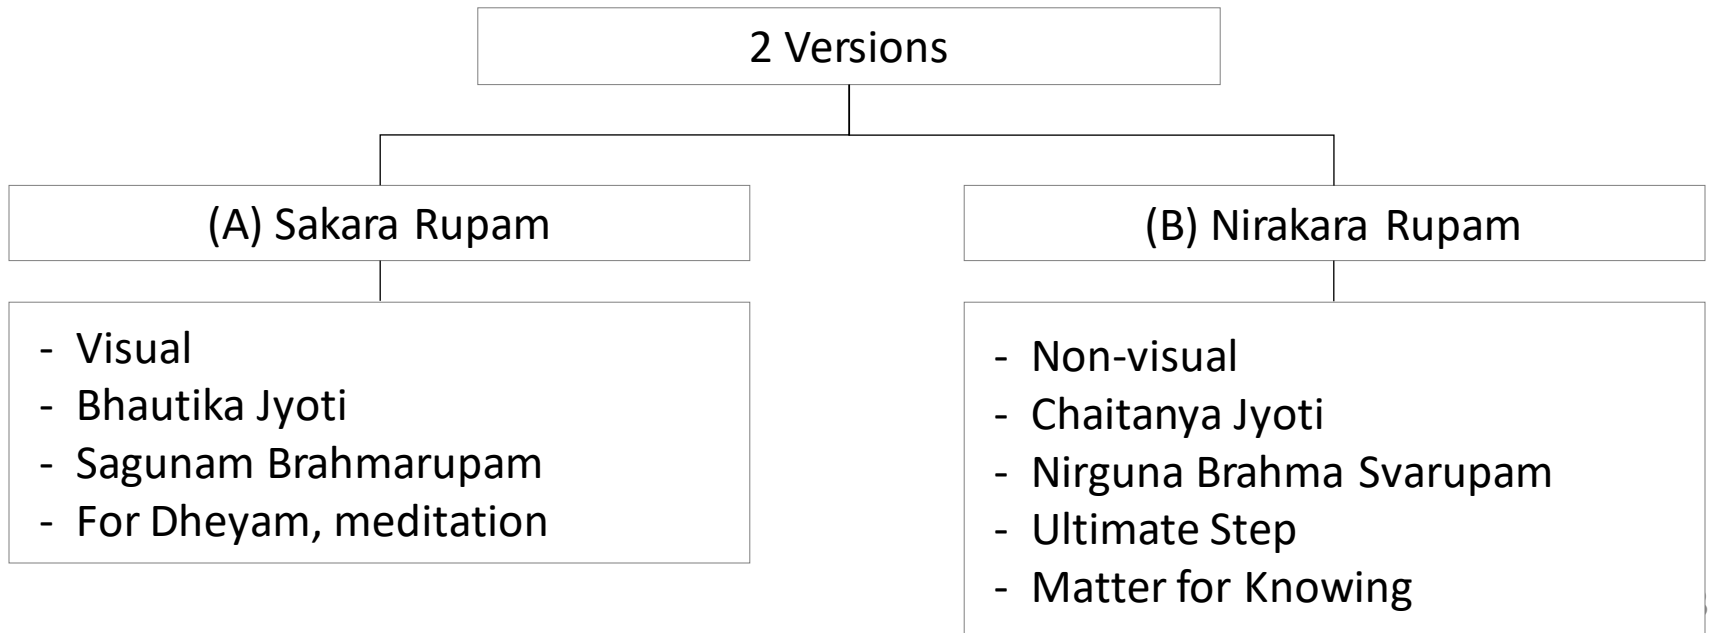 2 Versions
(A) Sakara Rupam
(B) Nirakara Rupam
- Visual
- Bhautika Jyoti
- Sagunam Brahmarupam
- For Dheyam, meditation
- Non-visual
- Chaitanya Jyoti
- Nirguna Brahma Svarupam
- Ultimate Step
- Matter for Knowing